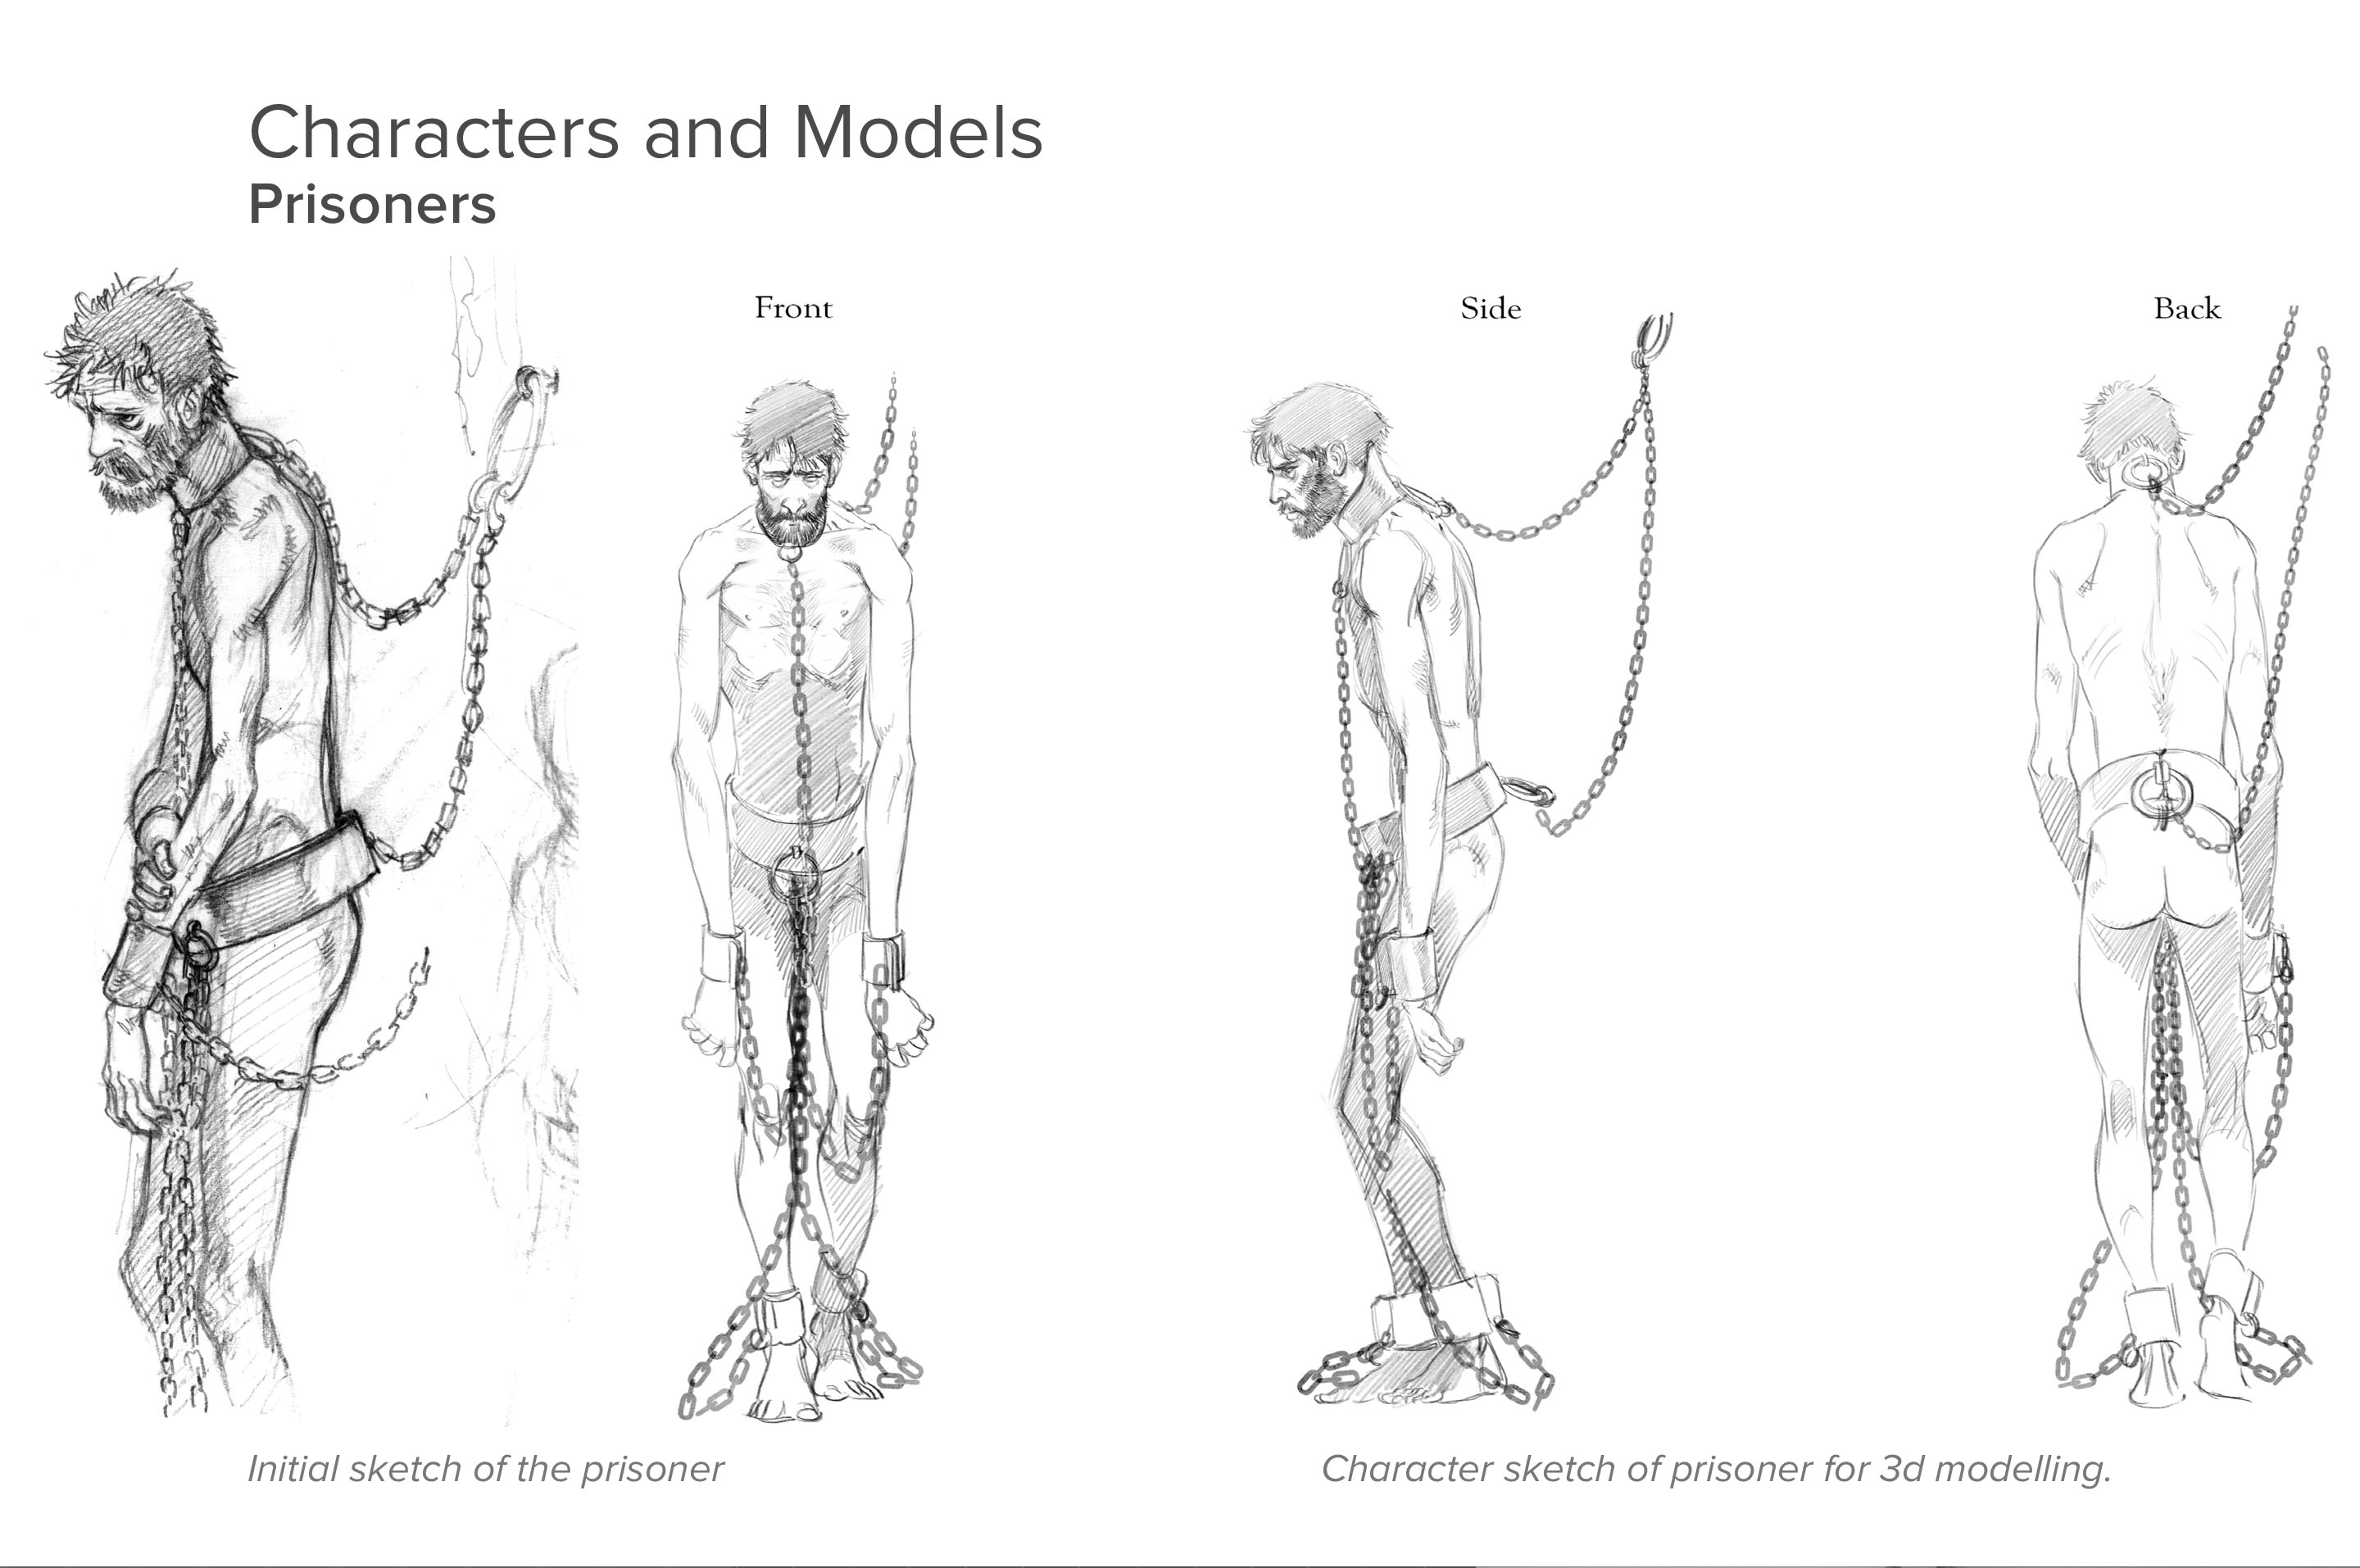 Characters and Models
Prisoners
Front
Side
Back
Initial sketch of the prisoner
Character sketch of prisoner for 3d modelling.